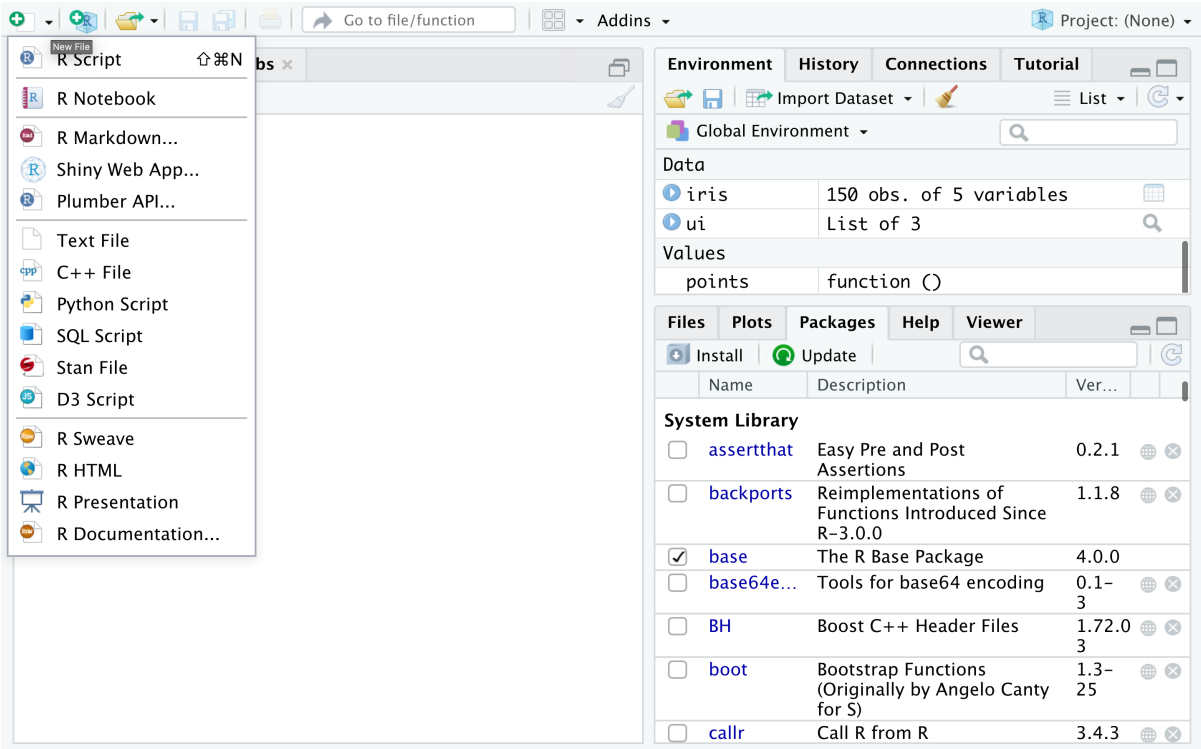 Go to file/function
Addins
Project: (None)
New File
R Script ⇧⌘N
R Notebook
R Markdown...
Shiny Web App...
Plumber API...
Text File
C++ File
Python Script
SQL Script
Stan File
D3 Script
R Sweave
R HTML
R Presentation
R Documentation...
bs
Environment History Connections Tutorial
Import Dataset List
Global Environment
Data
iris 150 obs. of 5 variables
ui List of 3
Values
points function ()
Files Plots Packages Help Viewer
Install Update
Name Description Ver...
System Library
assertthat Easy Pre and Post 0.2.1
Assertions
backports Reimplementations of 1.1.8
Functions Introduced Since
R-3.0.0
base The R Base Package 4.0.0
base64e... Tools for base64 encoding 0.1-
3
BH Boost C++ Header Files 1.72.0
3
boot Bootstrap Functions 1.3-
(Originally by Angelo Canty 25
for S)
callr Call R from R 3.4.3